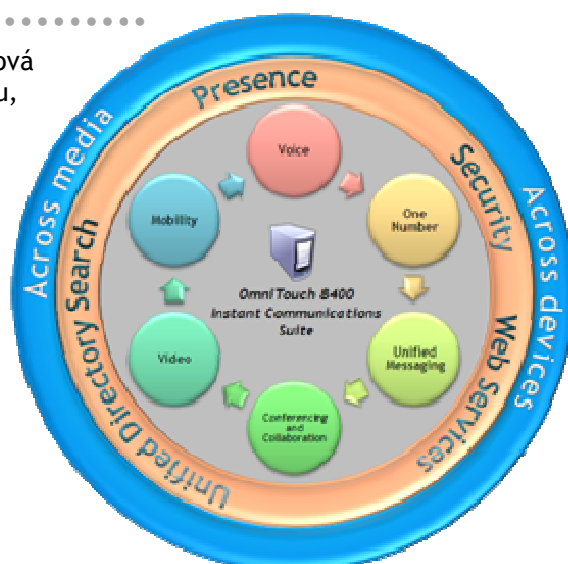 ová
u,
Presence
Security
Web Services
Unified Directory Search
Across media
Across devices
Voice
One
Number
Unified
Messaging
Conferencing
and
Collaboration
Video
Mobility
Omni Touch 8400
Instant Communications
Suite